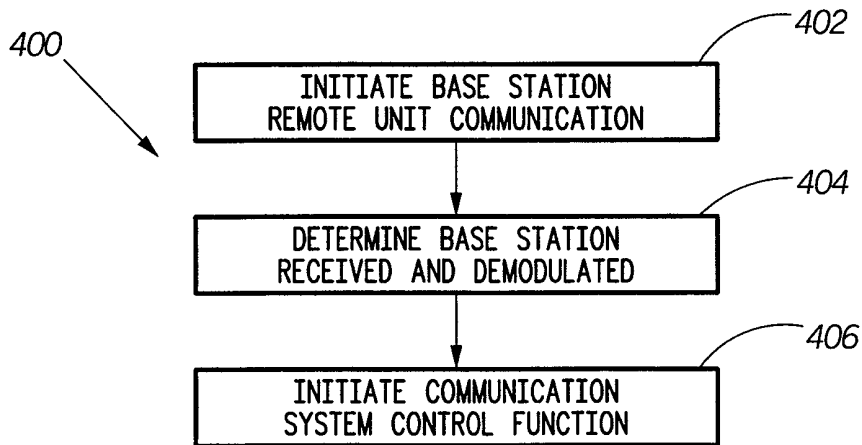 400
402
INITIATE BASE STATION
REMOTE UNIT COMMUNICATION
404
DETERMINE BASE STATION
RECEIVED AND DEMODULATED
406
INITIATE COMMUNICATION
SYSTEM CONTROL FUNCTION